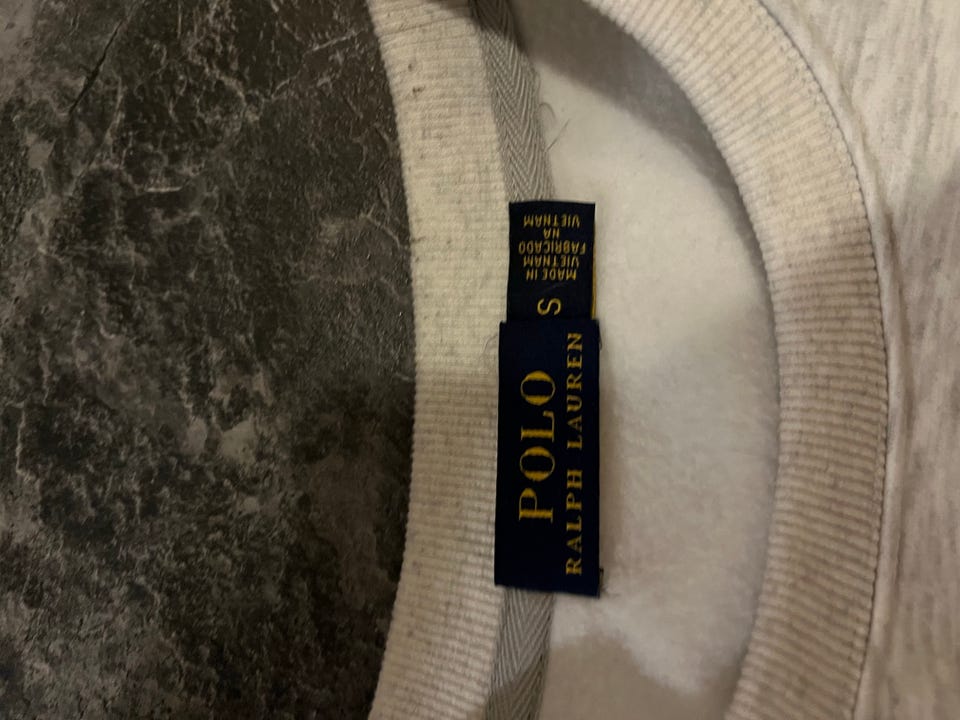 POLO
RALPH LAUREN
S
MADE IN
VIETNAM
FABRICADO
NA
VIETNAM